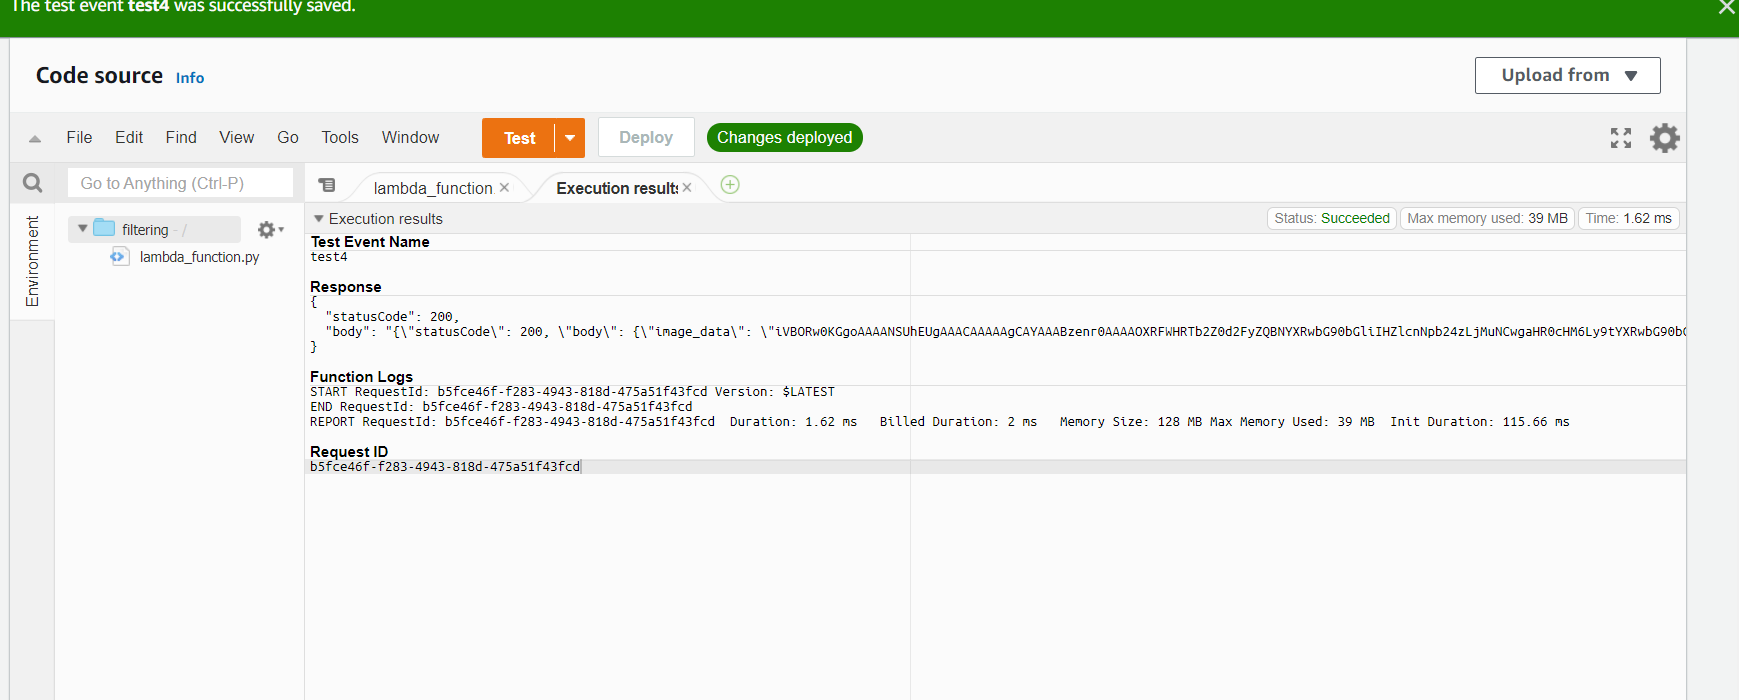 The test event test4 was successfully saved.
Code source Info
Upload from
File Edit Find View Go Tools Window Test Deploy Changes deployed
Go to Anything (Ctrl-P)
lambda_function
Execution results
Environment
filtering - /
lambda_function.py
Execution results
Status: Succeeded
Max memory used: 39 MB
Time: 1.62 ms
Test Event Name
test4
Response
{
"statusCode": 200,
"body": "{\"statusCode\": 200, \"body\": {\"image_data\": \"iVBORw0KGgoAAAANSUhEUgAAACAAAAAgCAYAAABzenr0AAAAOXRFWHRTb2Z0d2FyZQBNYXRwbG90bGliIHZlcnNpb24zLjMuNCwgaHR0cHM6Ly9tYXRwbG90bG
}
Function Logs
START RequestId: b5fce46f-f283-4943-818d-475a51f43fcd Version: $LATEST
END RequestId: b5fce46f-f283-4943-818d-475a51f43fcd
REPORT RequestId: b5fce46f-f283-4943-818d-475a51f43fcd Duration: 1.62 ms Billed Duration: 2 ms Memory Size: 128 MB Max Memory Used: 39 MB Init Duration: 115.66 ms
Request ID
b5fce46f-f283-4943-818d-475a51f43fcd